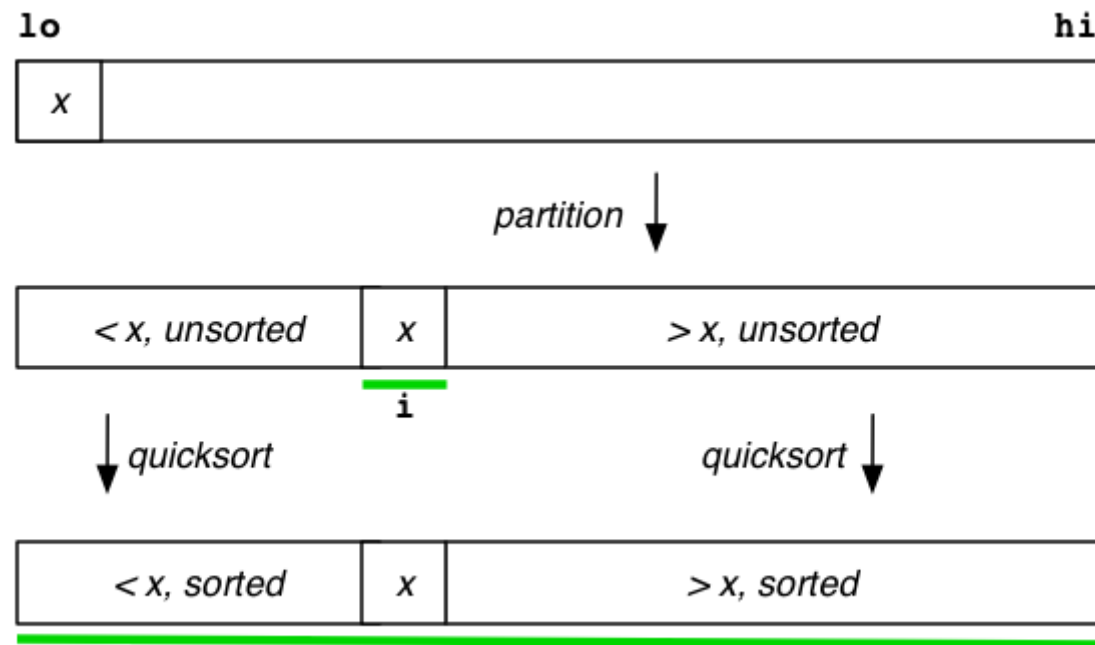 lo hi
x
partition
< x, unsorted x > x, unsorted
i
quicksort quicksort
< x, sorted x > x, sorted